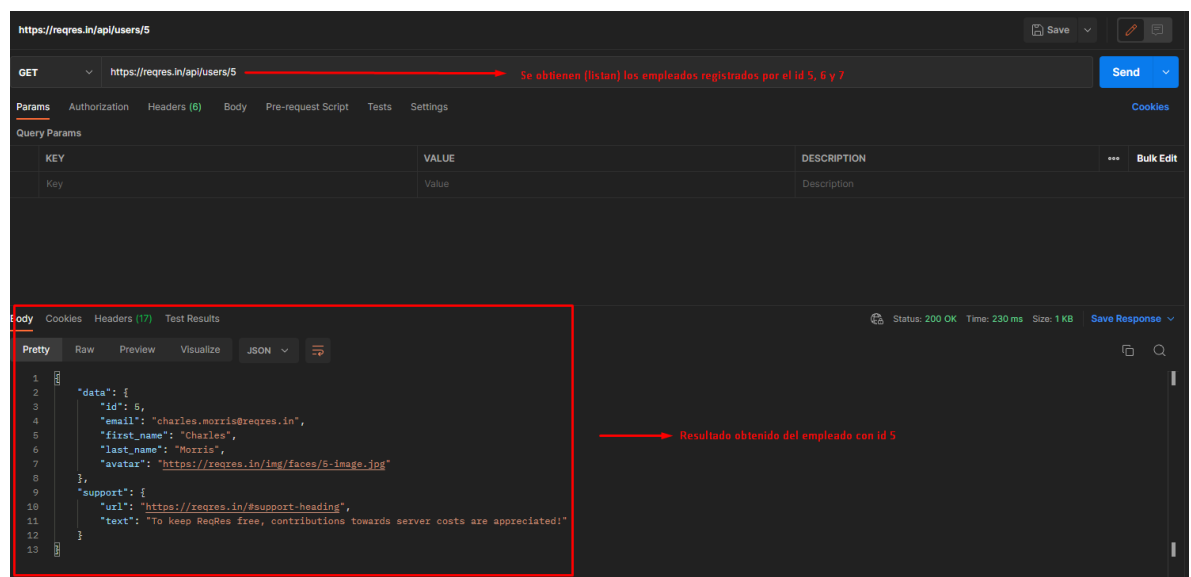 https://reqres.in/api/users/5
Save
GET https://reqres.in/api/users/5 Se obtienen (listan) los empleados registrados por el id 5, 6 y 7 Send
Params Authorization Headers (6) Body Pre-request Script Tests Settings Cookies
Query Params
KEY VALUE DESCRIPTION ooo Bulk Edit
Key Value Description
Body Cookies Headers (17) Test Results Status: 200 OK Time: 230 ms Size: 1 KB Save Response
Pretty Raw Preview Visualize JSON
1 {
2 "data": {
3 "id": 5,
4 "email": "charles.morris@reqres.in",
5 "first_name": "Charles",
6 "last_name": "Morris",
7 "avatar": "https://reqres.in/img/faces/5-image.jpg"
8 },
9 "support": {
10 "url": "https://reqres.in/#support-heading",
11 "text": "To keep ReqRes free, contributions towards server costs are appreciated!"
12 }
13 }
Resultado obtenido del empleado con id 5